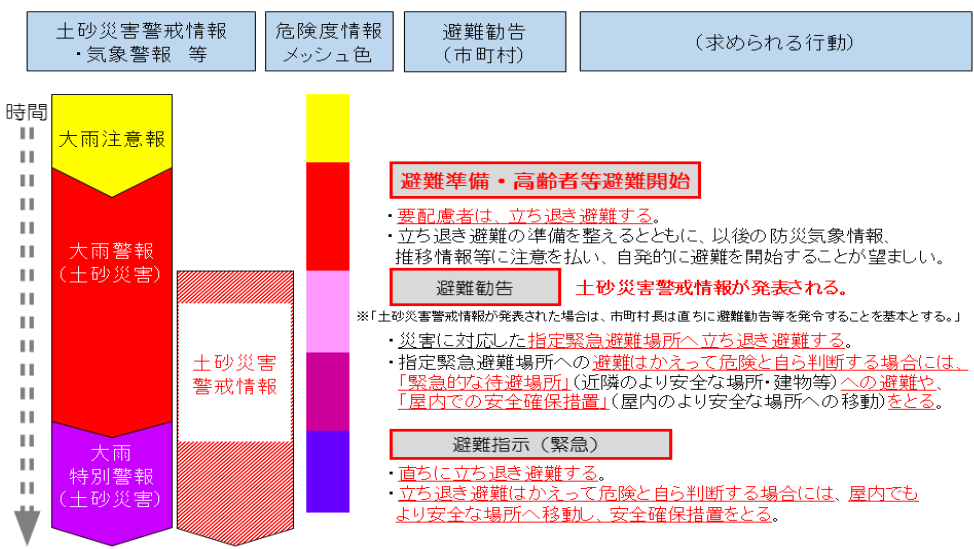 土砂災害警戒情報
・気象警報 等
危険度情報
メッシュ色
避難勧告
(市町村)
(求められる行動)
時間
大雨注意報
大雨警報
(土砂災害)
大雨
特別警報
(土砂災害)
土砂災害
警戒情報
避難準備・高齢者等避難開始
・要配慮者は、立ち退き避難する。
・立ち退き避難の準備を整えるとともに、以後の防災気象情報、
推移情報等に注意を払い、自発的に避難を開始することが望ましい。
避難勧告 土砂災害警戒情報が発表される。
※「土砂災害警戒情報が発表された場合は、市町村長は直ちに避難勧告等を発令することを基本とする。」
・災害に対応した指定緊急避難場所へ立ち退き避難する。
・指定緊急避難場所への避難はかえって危険と自ら判断する場合には、
「緊急的な待避場所」(近隣のより安全な場所・建物等)への避難や、
「屋内での安全確保措置」(屋内のより安全な場所への移動)をとる。
避難指示(緊急)
・直ちに立ち退き避難する。
・立ち退き避難はかえって危険と自ら判断する場合には、屋内でも
より安全な場所へ移動し、安全確保措置をとる。